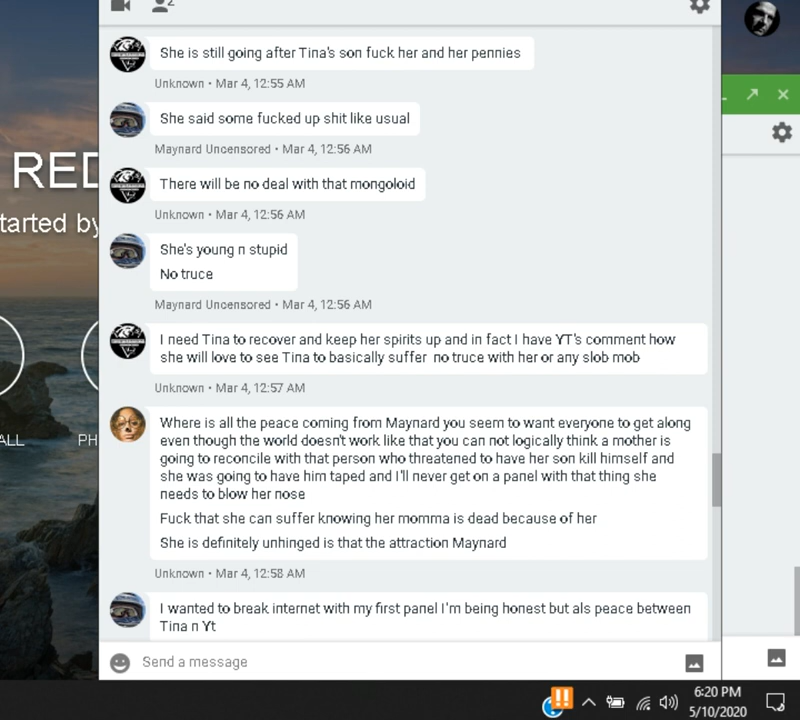 2
She is still going after Tina's son fuck her and her pennies
Unknown • Mar 4, 12:55 AM
She said some fucked up shit like usual
Maynard Uncensored • Mar 4, 12:56 AM
RED
There will be no deal with that mongoloid
tarted by
Unknown • Mar 4, 12:56 AM
She's young n stupid
No truce
Maynard Uncensored • Mar 4, 12:56 AM
I need Tina to recover and keep her spirits up and in fact I have YT's comment how
she will love to see Tina to basically suffer no truce with her or any slob mob
Unknown • Mar 4, 12:57 AM
Where is all the peace coming from Maynard you seem to want everyone to get along
even though the world doesn't work like that you can not logically think a mother is
ALL
PH
going to reconcile with that person who threatened to have her son kill himself and
she was going to have him taped and I'll never get on a panel with that thing she
needs to blow her nose
Fuck that she can suffer knowing her momma is dead because of her
She is definitely unhinged is that the attraction Maynard
Unknown • Mar 4, 12:58 AM
I wanted to break internet with my first panel I'm being honest but als peace between
Tina n Yt
Send a message
6:20 PM
5/10/2020